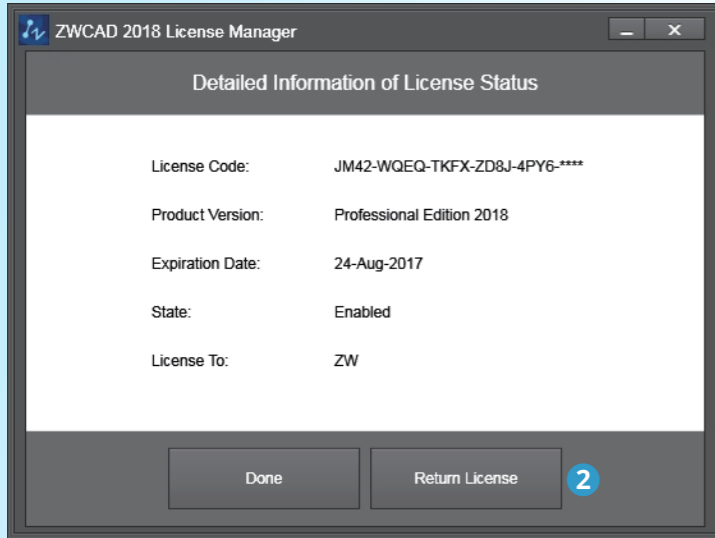 ZWCAD 2018 License Manager
Detailed Information of License Status
License Code: JM42-WQEQ-TKFX-ZD8J-4PY6-****
Product Version: Professional Edition 2018
Expiration Date: 24-Aug-2017
State: Enabled
License To: ZW
Done Return License 2